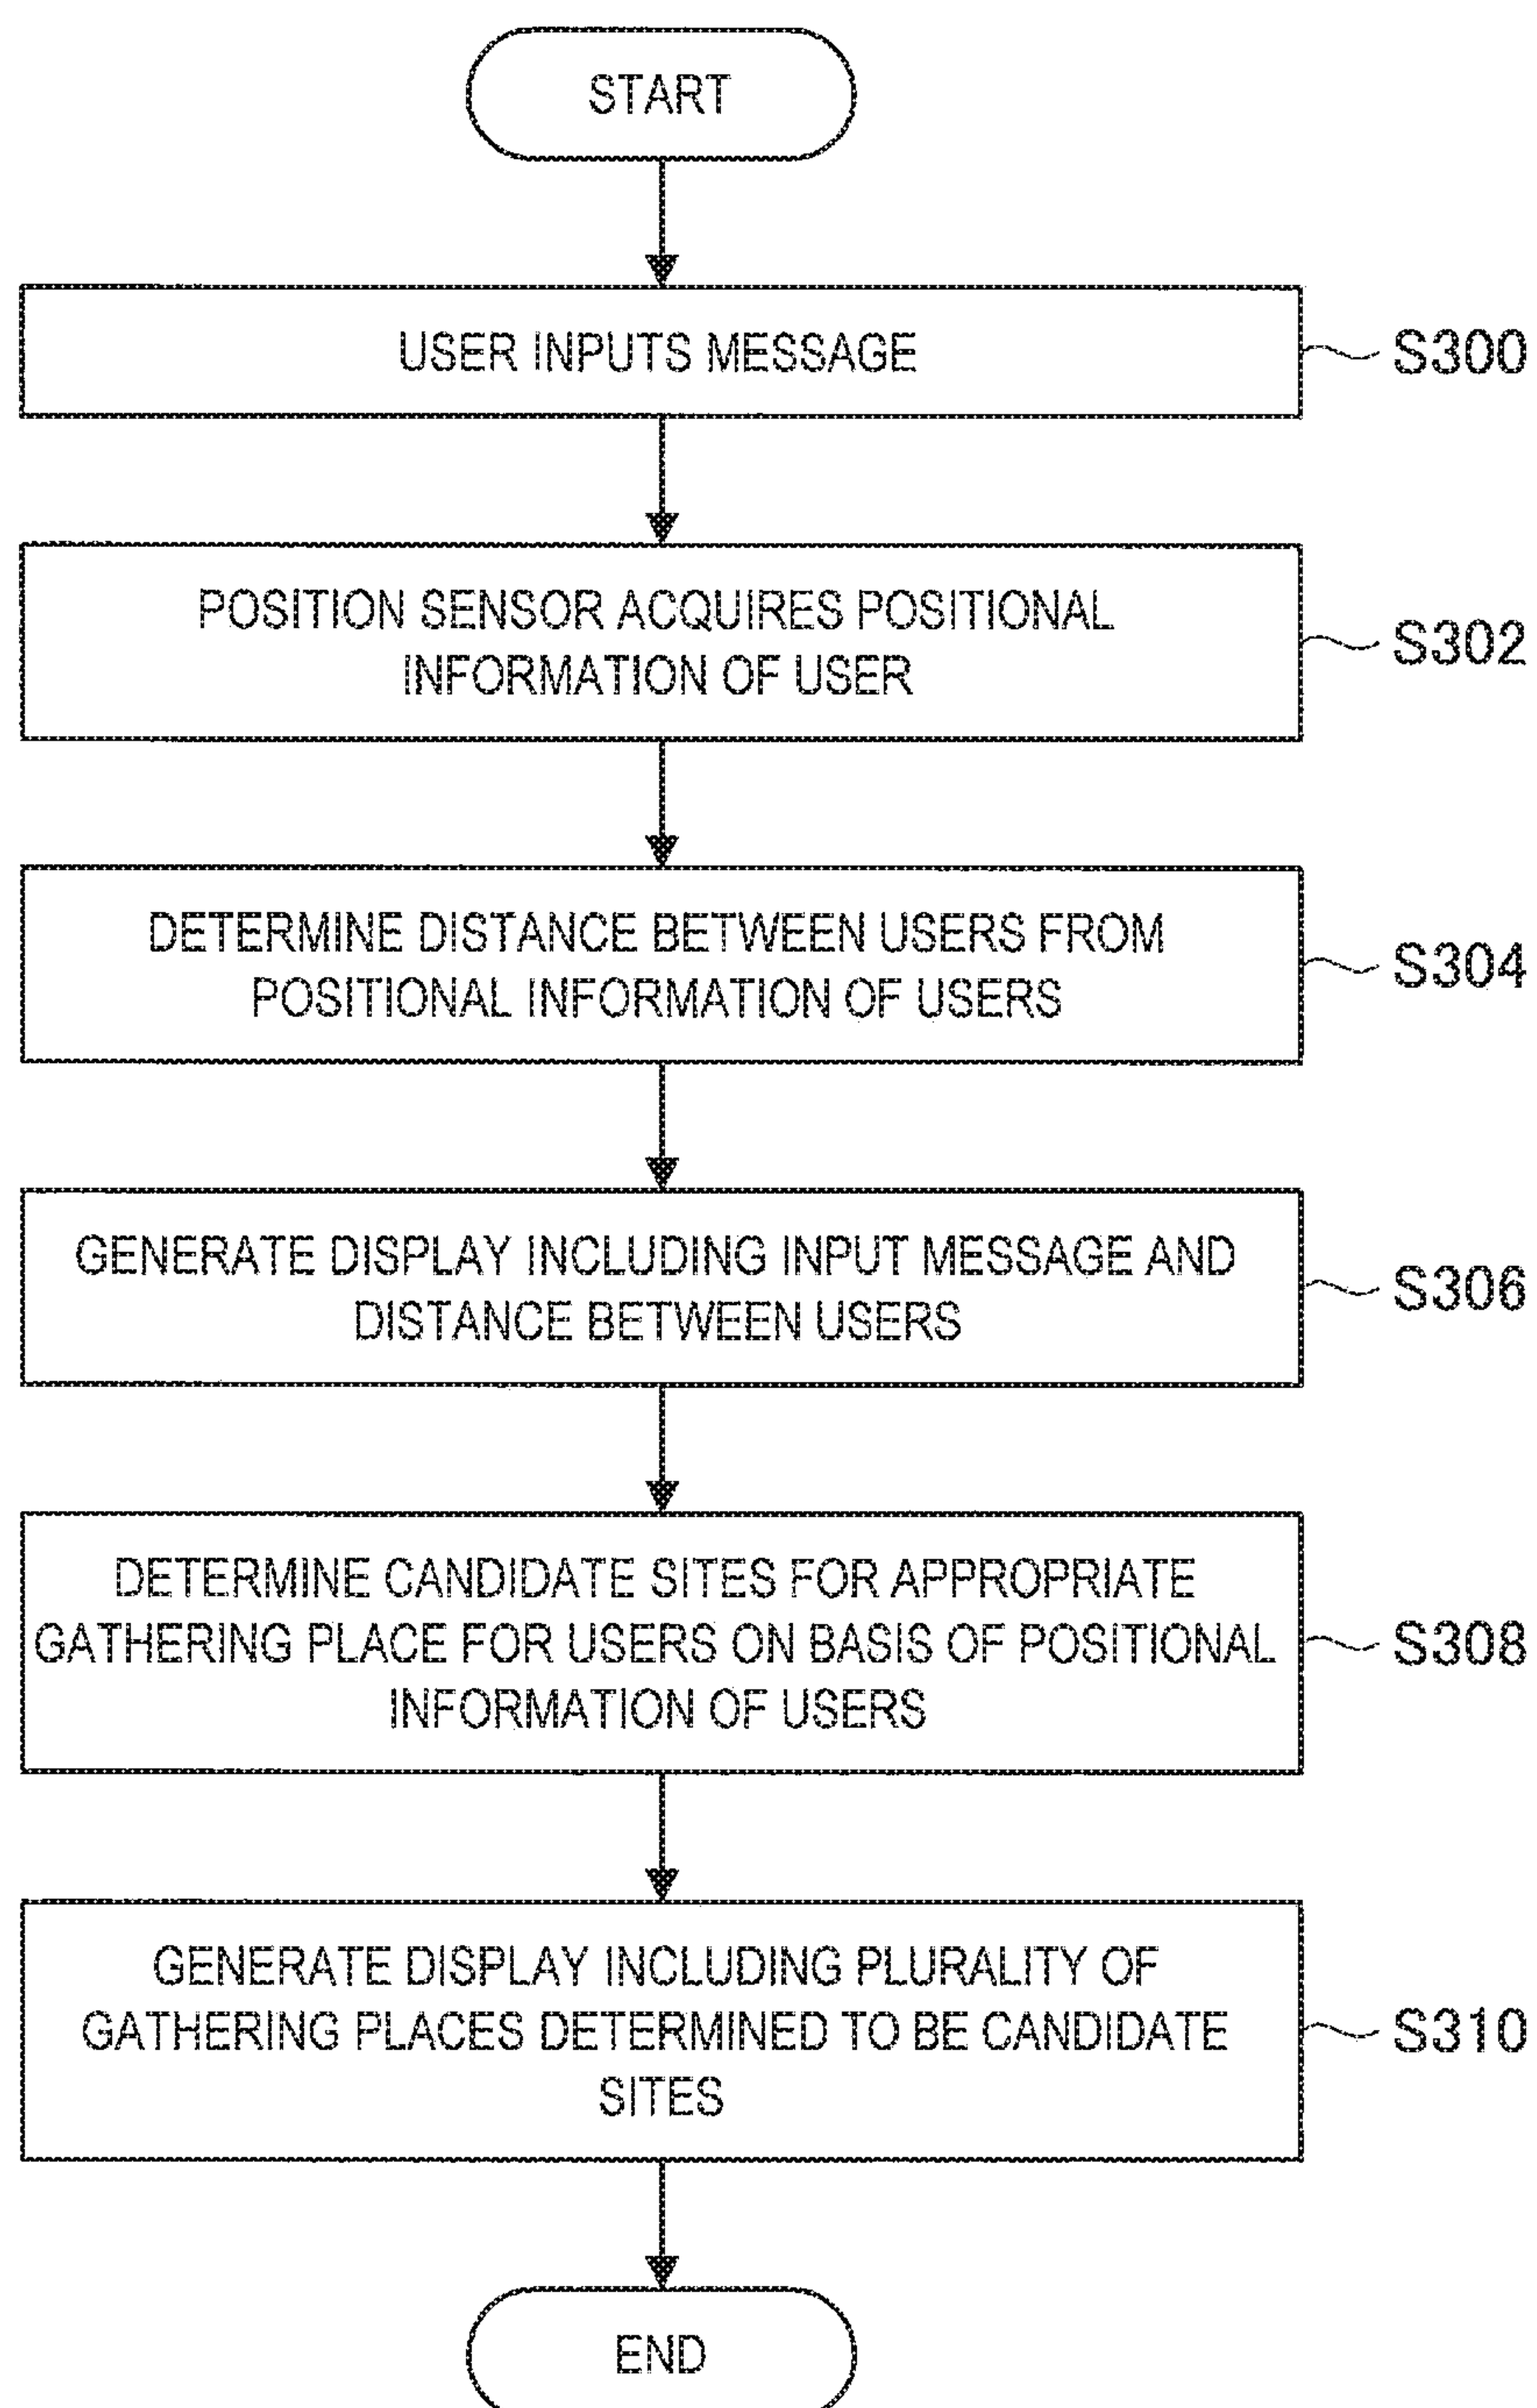 START
USER INPUTS MESSAGE
S300
POSITION SENSOR ACQUIRES POSITIONAL
INFORMATION OF USER
S302
DETERMINE DISTANCE BETWEEN USERS FROM
POSITIONAL INFORMATION OF USERS
S304
GENERATE DISPLAY INCLUDING INPUT MESSAGE AND
DISTANCE BETWEEN USERS
S306
DETERMINE CANDIDATE SITES FOR APPROPRIATE
GATHERING PLACE FOR USERS ON BASIS OF POSITIONAL
INFORMATION OF USERS
S308
GENERATE DISPLAY INCLUDING PLURALITY OF
GATHERING PLACES DETERMINED TO BE CANDIDATE
SITES
S310
END